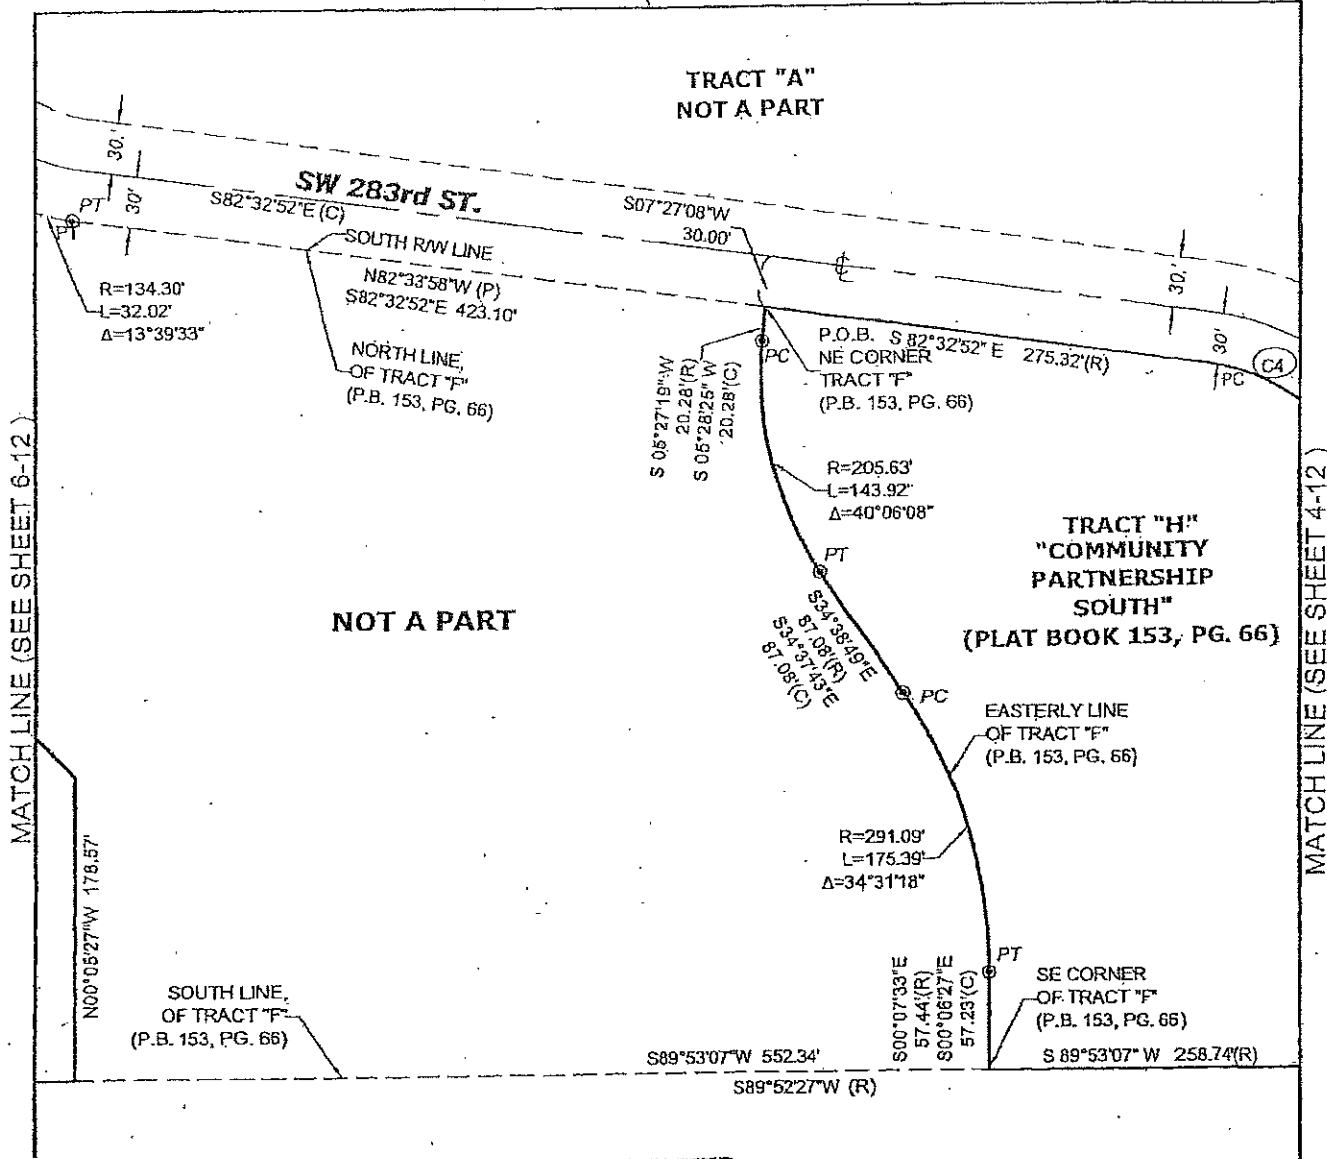 TRACT "A"
NOT A PART
30.'
30'
SW 283rd ST.
S82°32'52"E (C)
S07°27'08"W
30.00'
PT
SOUTH R/W LINE
N82°33'58"W (P)
S82°32'52"E 423.10'
R=134.30'
L=32.02'
Δ=13°39'33"
NORTH LINE,
OF TRACT "F"
(P.B. 153, PG. 66)
30.'
30'
P.O.B. S 82°32'52" E 275.32'(R)
NE CORNER
TRACT "F"
(P.B. 153, PG. 66)
PC
PC
C4
S 05°27'19" W
20.28'(R)
S 05°28'25" W
20.28'(C)
R=205.63'
L=143.92'
Δ=40°06'08"
PT
TRACT "H"
"COMMUNITY
PARTNERSHIP
SOUTH"
(PLAT BOOK 153, PG. 66)
NOT A PART
S34°38'49"E
87.08'(R)
S34°37'43"E
87.08'(C)
PC
EASTERLY LINE
OF TRACT "F"
(P.B. 153, PG. 66)
R=291.09'
L=175.39'
Δ=34°31'18"
MATCH LINE (SEE SHEET 6-12 )
MATCH LINE (SEE SHEET 4-12 )
N00°05'27"W 178.57'
PT
S00°07'33"E
57.44'(R)
S00°06'27"E
57.23'(C)
SE CORNER
OF TRACT "F"
(P.B. 153, PG. 66)
SOUTH LINE,
OF TRACT "F"
(P.B. 153, PG. 66)
S89°53'07"W 552.34'
S 89°53'07" W 258.74'(R)
S89°52'27"W (R)